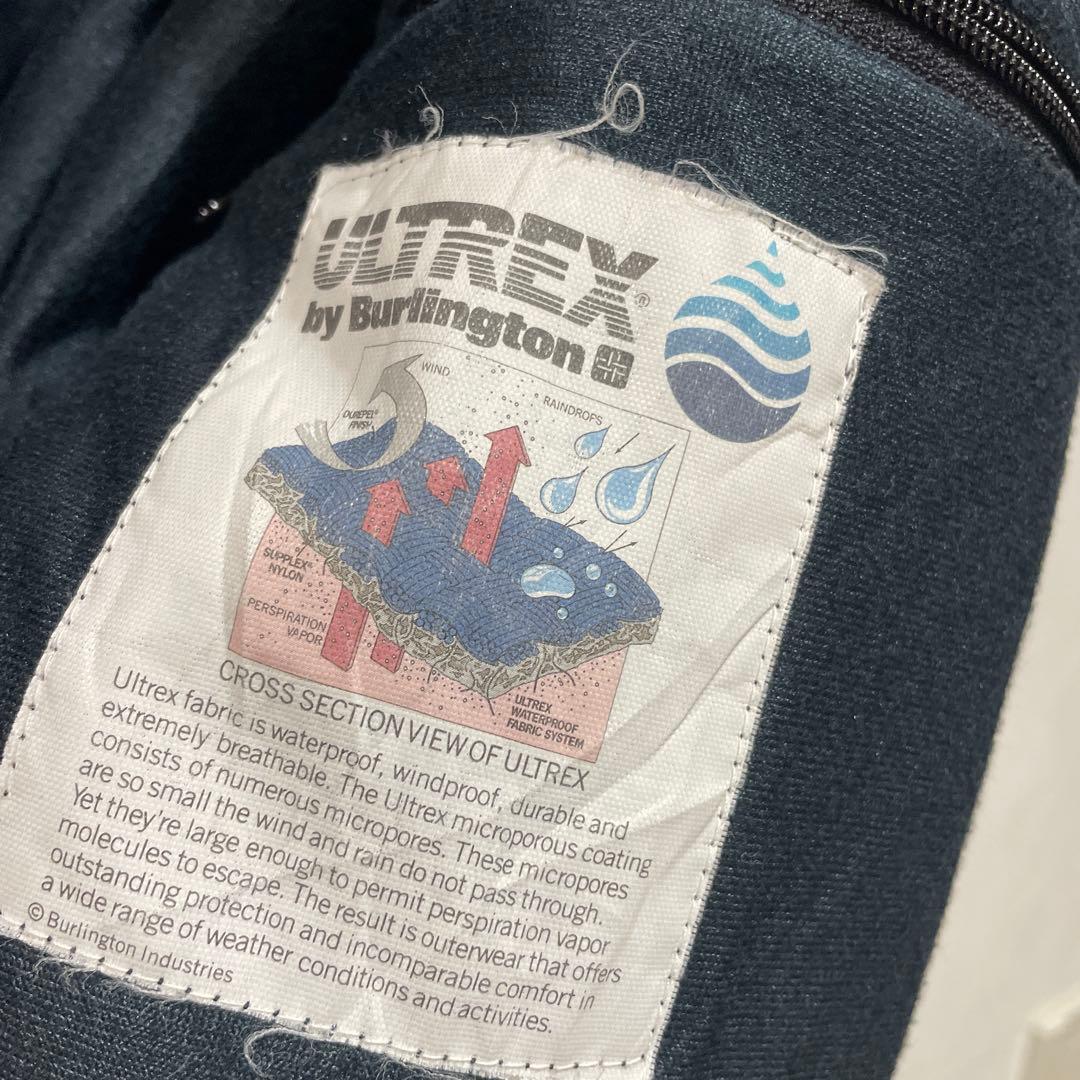 ULTREX®
by Burlington
WIND
RAINDROPS
DUREPEL®
FINISH
SUPPLEX®
NYLON
PERSPIRATION
VAPOR
ULTREX
WATERPROOF
FABRIC SYSTEM
CROSS SECTION VIEW OF ULTREX
Ultrex fabric is waterproof, windproof, durable and
extremely breathable. The Ultrex microporous coating
consists of numerous micropores. These micropores
are so small the wind and rain do not pass through.
Yet they're large enough to permit perspiration vapor
molecules to escape. The result is outerwear that offers
outstanding protection and incomparable comfort in
a wide range of weather conditions and activities.
© Burlington Industries